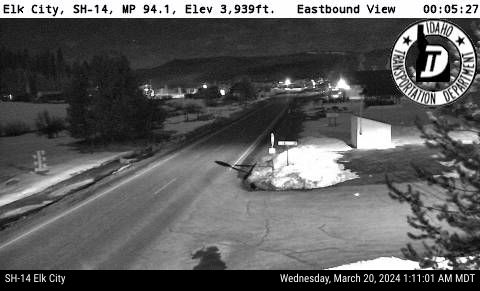 Elk City, SH-14, MP 94.1, Elev 3,939ft. Eastbound View 00:05:27
IDAHO
TRANSPORTATION DEPARTMENT
SH-14 Elk City Wednesday, March 20, 2024 1:11:01 AM MDT